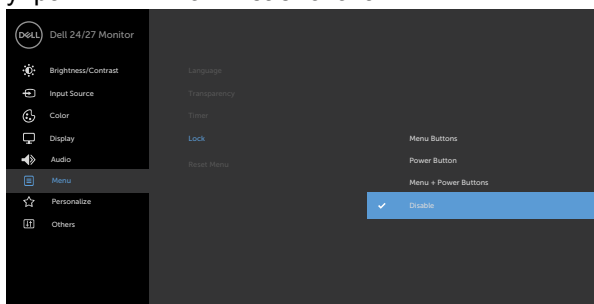 DELL Dell 24/27 Monitor
Brightness/Contrast
Input Source
Color
Display
Audio
Menu
Personalize
Others
Language
Transparency
Timer
Lock
Reset Menu
Menu Buttons
Power Button
Menu + Power Buttons
Disable